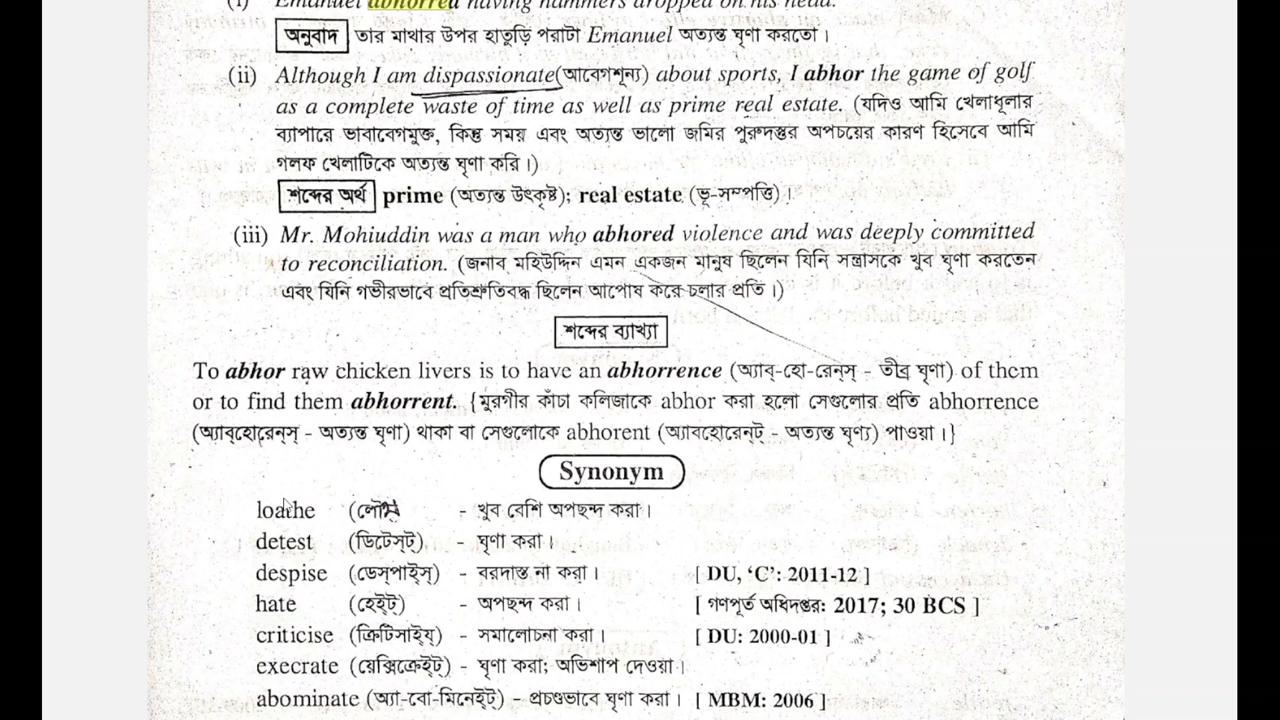 (i) Emanuel abhorred having hammers dropped on his head.
অনুবাদ তার মাথার উপর হাতুড়ি পরাটা Emanuel অত্যন্ত ঘৃণা করতো।
(ii) Although I am dispassionate(আবেগশূন্য) about sports, I abhor the game of golf
as a complete waste of time as well as prime real estate. (যদিও আমি খেলাধূলার
ব্যাপারে ভাবাবেগমুক্ত, কিন্তু সময় এবং অত্যন্ত ভালো জমির পুরুদস্তুর অপচয়ের কারণ হিসেবে আমি
গলফ খেলাটিকে অত্যন্ত ঘৃণা করি।)
শব্দের অর্থ prime (অত্যন্ত উৎকৃষ্ট); real estate (ভূ-সম্পত্তি)।
(iii) Mr. Mohiuddin was a man who abhored violence and was deeply committed
to reconciliation. (জনাব মহিউদ্দিন এমন একজন মানুষ ছিলেন যিনি সন্ত্রাসকে খুব ঘৃণা করতেন
এবং যিনি গভীরভাবে প্রতিশ্রুতিবদ্ধ ছিলেন আপোষ করে চলার প্রতি।)
শব্দের ব্যাখ্যা
To abhor raw chicken livers is to have an abhorrence (অ্যাব্-হো-রেন্স্ - তীব্র ঘৃণা) of them
or to find them abhorrent. {মুরগীর কাঁচা কলিজাকে abhor করা হলো সেগুলোর প্রতি abhorrence
(অ্যাব্হোরেন্স্ - অত্যন্ত ঘৃণা) থাকা বা সেগুলোকে abhorent (অ্যাবহোরেন্ট - অত্যন্ত ঘৃণ্য) পাওয়া।}
Synonym
loathe - খুব বেশি অপছন্দ করা।
detest (ডিটেস্ট) - ঘৃণা করা।
despise (ডেস্পাইস্) - বরদাস্ত না করা। [ DU, ‘C’: 2011-12 ]
hate (হেইট্) - অপছন্দ করা। [ গণপূর্ত অধিদপ্তর: 2017; 30 BCS ]
criticise (ক্রিটিসাইয্) - সমালোচনা করা। [ DU: 2000-01 ]
execrate (য়েক্সিক্রেইট্) - ঘৃণা করা; অভিশাপ দেওয়া।
abominate (অ্যা-বো-মিনেইট্) - প্রচণ্ডভাবে ঘৃণা করা। [ MBM: 2006 ]